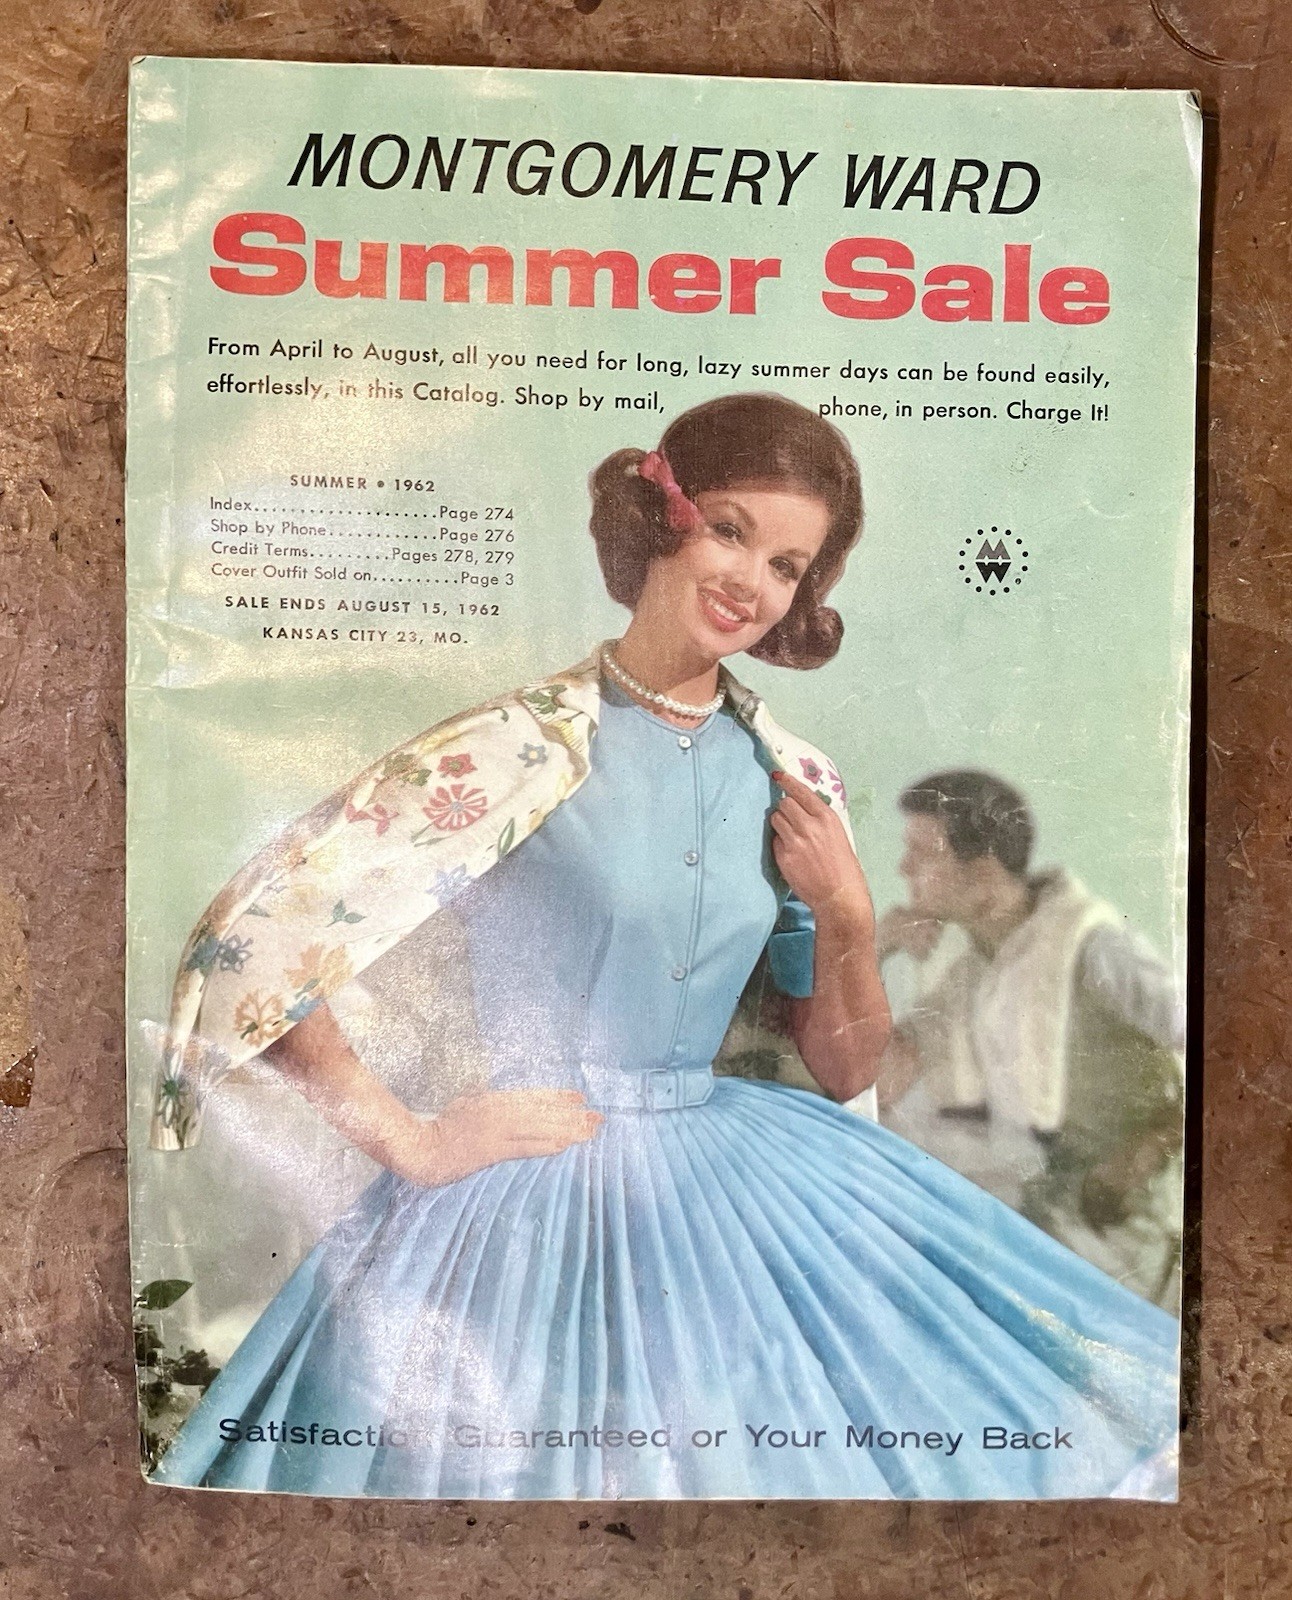 MONTGOMERY WARD
Summer Sale
From April to August, all you need for long, lazy summer days can be found easily,
effortlessly, in this Catalog. Shop by mail, phone, in person. Charge It!
SUMMER • 1962
Index....................Page 274
Shop by Phone............Page 276
Credit Terms.........Pages 278, 279
Cover Outfit Sold on..........Page 3
SALE ENDS AUGUST 15, 1962
KANSAS CITY 23, MO.
MW
Satisfaction Guaranteed or Your Money Back